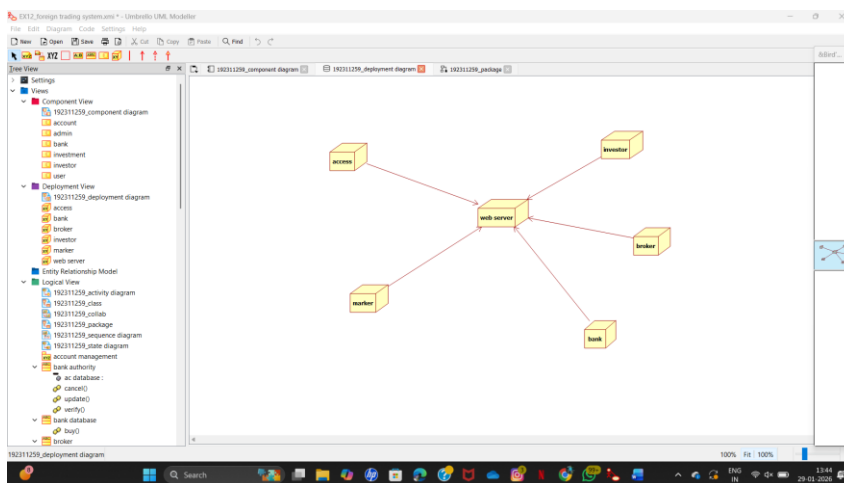 EX12_foreign trading system.xmi * - Umbrello UML Modeller
File Edit Diagram Code Settings Help
New Open Save Cut Copy Paste Find
XYZ
Tree View
192311259_component diagram 192311259_deployment diagram 192311259_package
Settings
Views
Component View
192311259_component diagram
account
admin
bank
investment
investor
user
Deployment View
192311259_deployment diagram
access
bank
broker
investor
marker
web server
Entity Relationship Model
Logical View
192311259_activity diagram
192311259_class
192311259_collab
192311259_package
192311259_sequence diagram
192311259_state diagram
account management
bank authority
ac database :
cancel()
update()
verify()
bank database
buy()
broker
access
investor
web server
broker
marker
bank
192311259_deployment diagram
100% Fit 100%
Search
99+
ENG
IN
13:44
29-01-2026